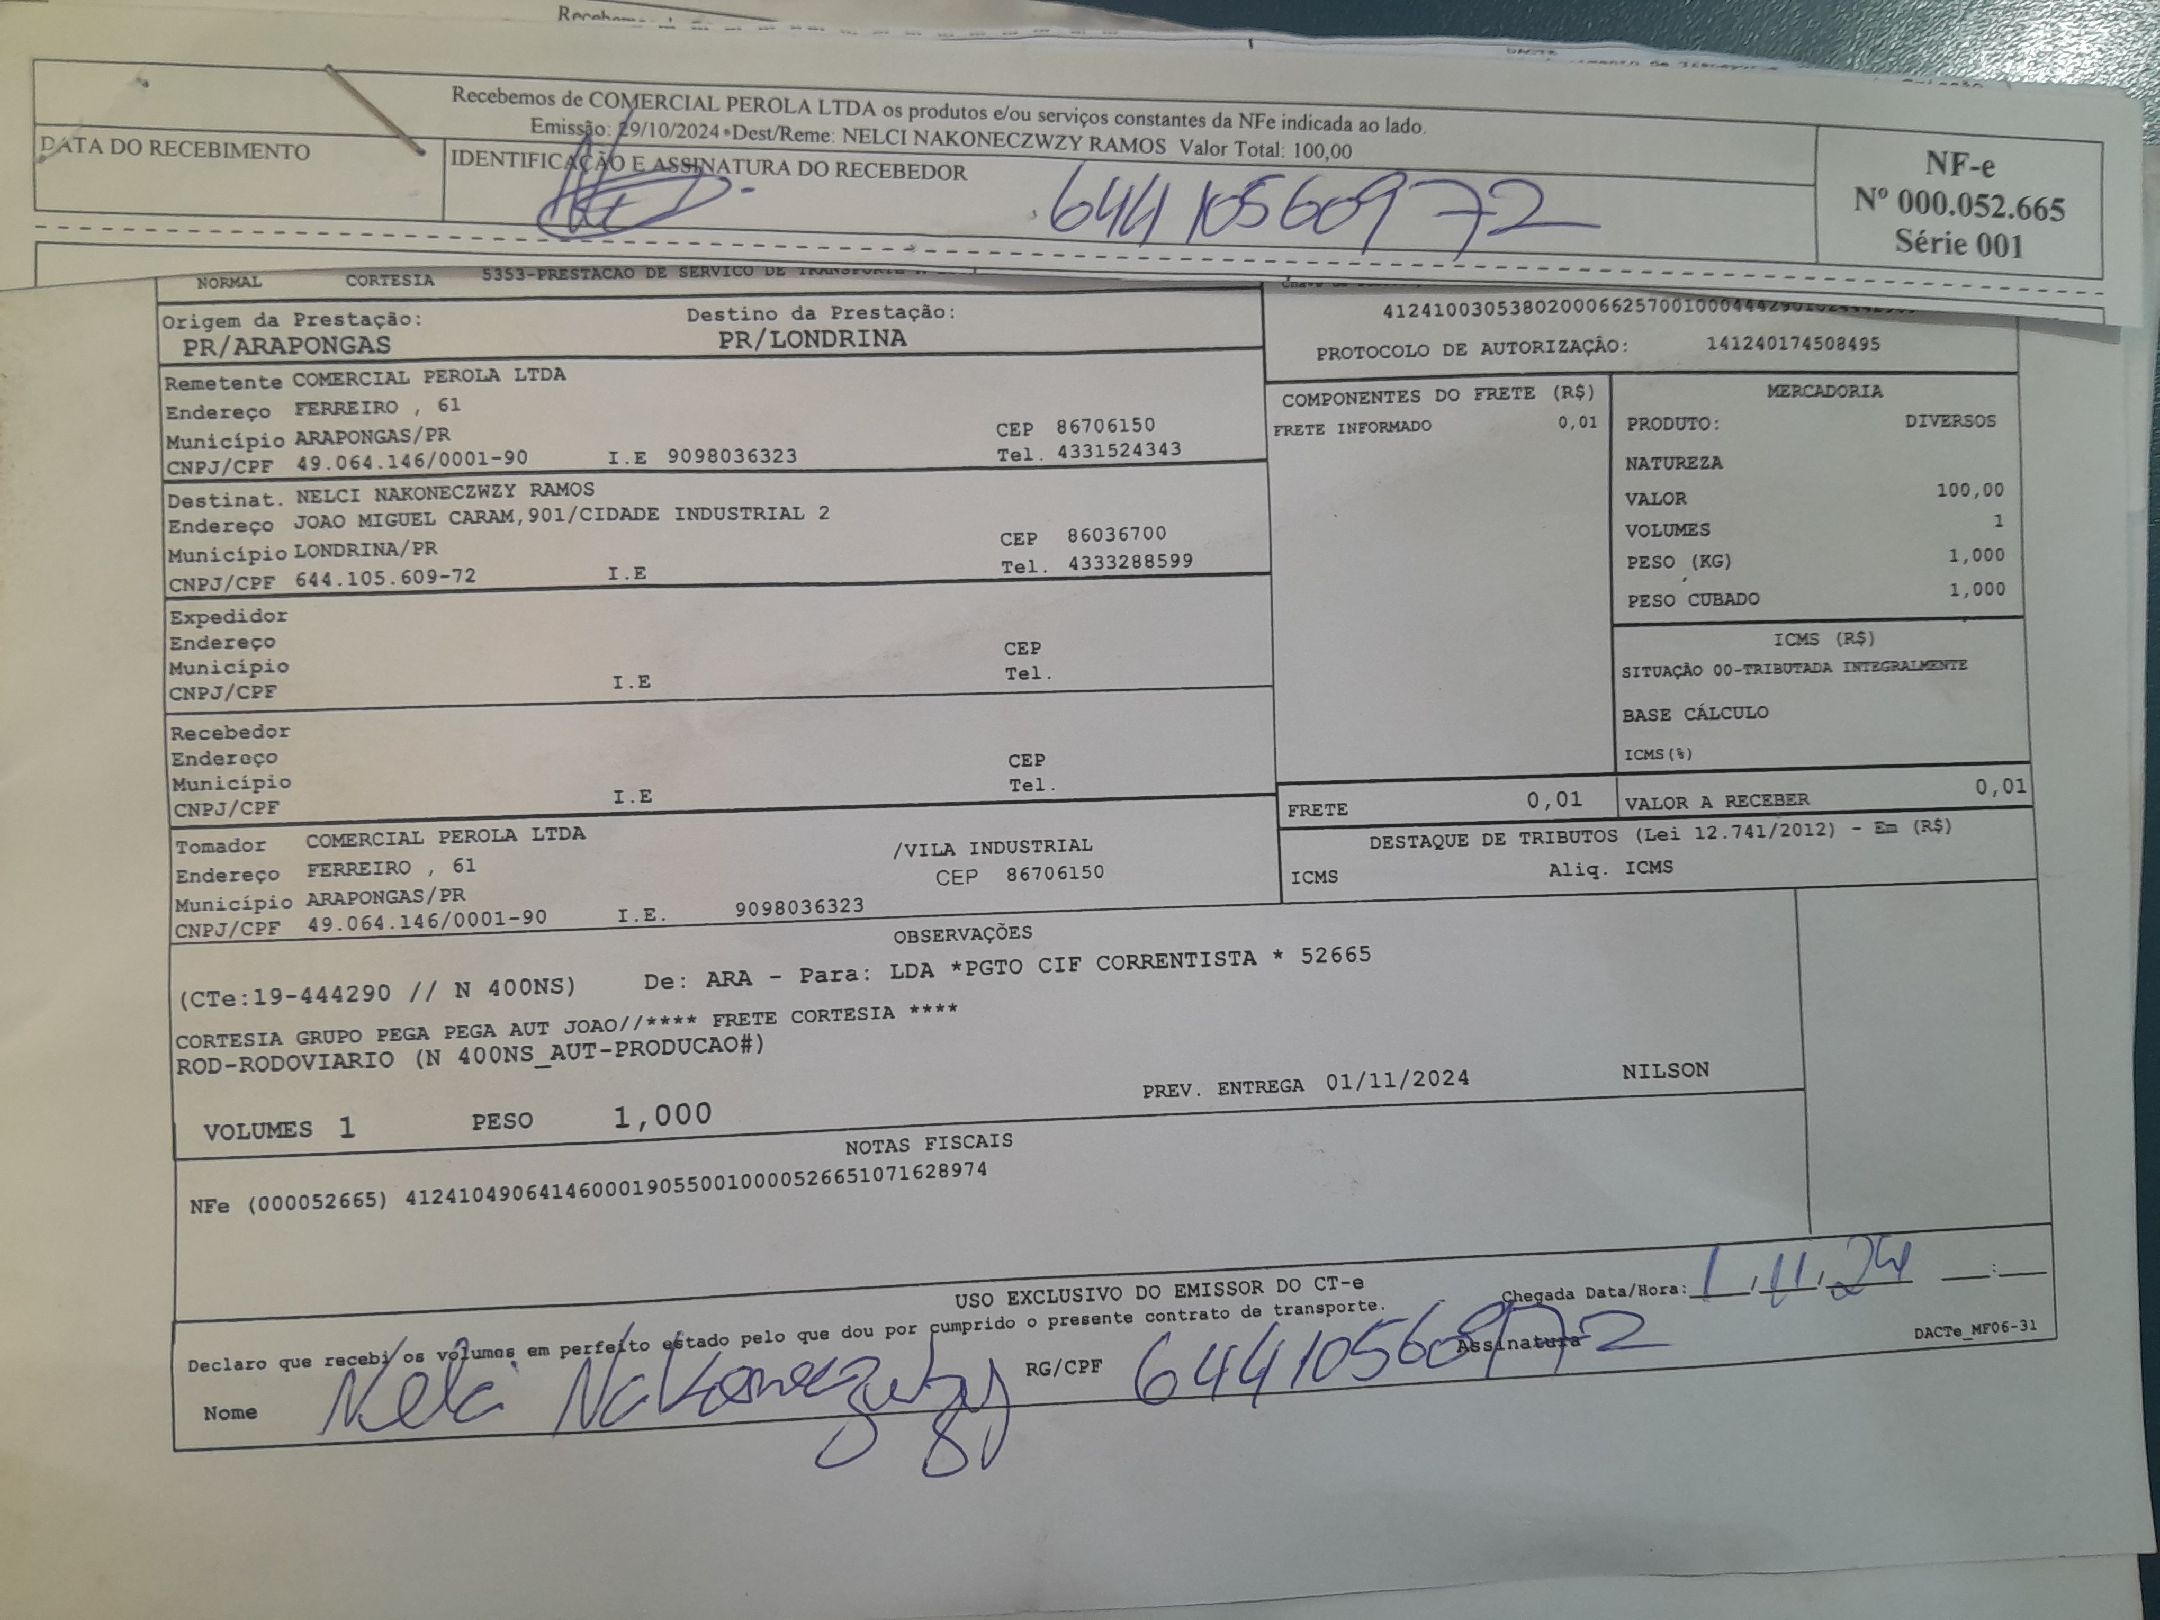 Recebemos de COMERCIAL PEROLA LTDA os produtos e/ou serviços constantes da NFe indicada ao lado.
Emissão: 29/10/2024 • Dest/Reme: NELCI NAKONECZWZY RAMOS Valor Total: 100,00
DATA DO RECEBIMENTO
IDENTIFICAÇÃO E ASSINATURA DO RECEBEDOR
64410560972
NF-e
Nº 000.052.665
Série 001
NORMAL CORTESIA 5353-PRESTACAO DE SERVICO DE TRANSPORTE
Origem da Prestação: Destino da Prestação:
PR/ARAPONGAS PR/LONDRINA
PROTOCOLO DE AUTORIZAÇÃO: 141240174508495
Remetente COMERCIAL PEROLA LTDA
Endereço FERREIRO , 61
Município ARAPONGAS/PR CEP 86706150
CNPJ/CPF 49.064.146/0001-90 I.E 9098036323 Tel. 4331524343
Destinat. NELCI NAKONECZWZY RAMOS
Endereço JOAO MIGUEL CARAM,901/CIDADE INDUSTRIAL 2
Município LONDRINA/PR CEP 86036700
CNPJ/CPF 644.105.609-72 I.E Tel. 4333288599
Expedidor
Endereço
Município CEP
CNPJ/CPF I.E Tel.
Recebedor
Endereço
Município CEP
CNPJ/CPF I.E Tel.
Tomador COMERCIAL PEROLA LTDA
Endereço FERREIRO , 61 /VILA INDUSTRIAL
Município ARAPONGAS/PR CEP 86706150
CNPJ/CPF 49.064.146/0001-90 I.E. 9098036323
COMPONENTES DO FRETE (R$)
FRETE INFORMADO 0,01
MERCADORIA
PRODUTO: DIVERSOS
NATUREZA
VALOR 100,00
VOLUMES 1
PESO (KG) 1,000
PESO CUBADO 1,000
ICMS (R$)
SITUAÇÃO 00-TRIBUTADA INTEGRALMENTE
BASE CÁLCULO
ICMS(%)
FRETE 0,01 VALOR A RECEBER 0,01
DESTAQUE DE TRIBUTOS (Lei 12.741/2012) - Em (R$)
ICMS Aliq. ICMS
OBSERVAÇÕES
(CTe:19-444290 // N 400NS) De: ARA - Para: LDA *PGTO CIF CORRENTISTA * 52665
CORTESIA GRUPO PEGA PEGA AUT JOAO//**** FRETE CORTESIA ****
ROD-RODOVIARIO (N 400NS_AUT-PRODUCAO#)
PREV. ENTREGA 01/11/2024 NILSON
VOLUMES 1 PESO 1,000
NOTAS FISCAIS
NFe (000052665) 41241049064146000190550010000526651071628974
USO EXCLUSIVO DO EMISSOR DO CT-e
Declaro que recebi os volumes em perfeito estado pelo que dou por cumprido o presente contrato de transporte.
Chegada Data/Hora: 1/11/24 __:__
Nome Nelci Nakoneczwzy RG/CPF 64410560972 Assinatura
DACTe_MF06-31